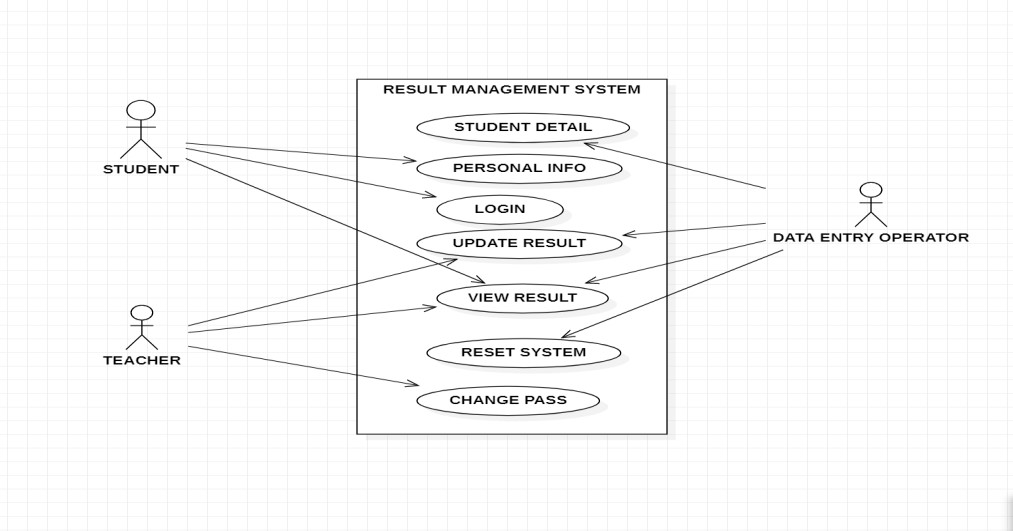 RESULT MANAGEMENT SYSTEM
STUDENT DETAIL
PERSONAL INFO
LOGIN
UPDATE RESULT
VIEW RESULT
RESET SYSTEM
CHANGE PASS
STUDENT
TEACHER
DATA ENTRY OPERATOR